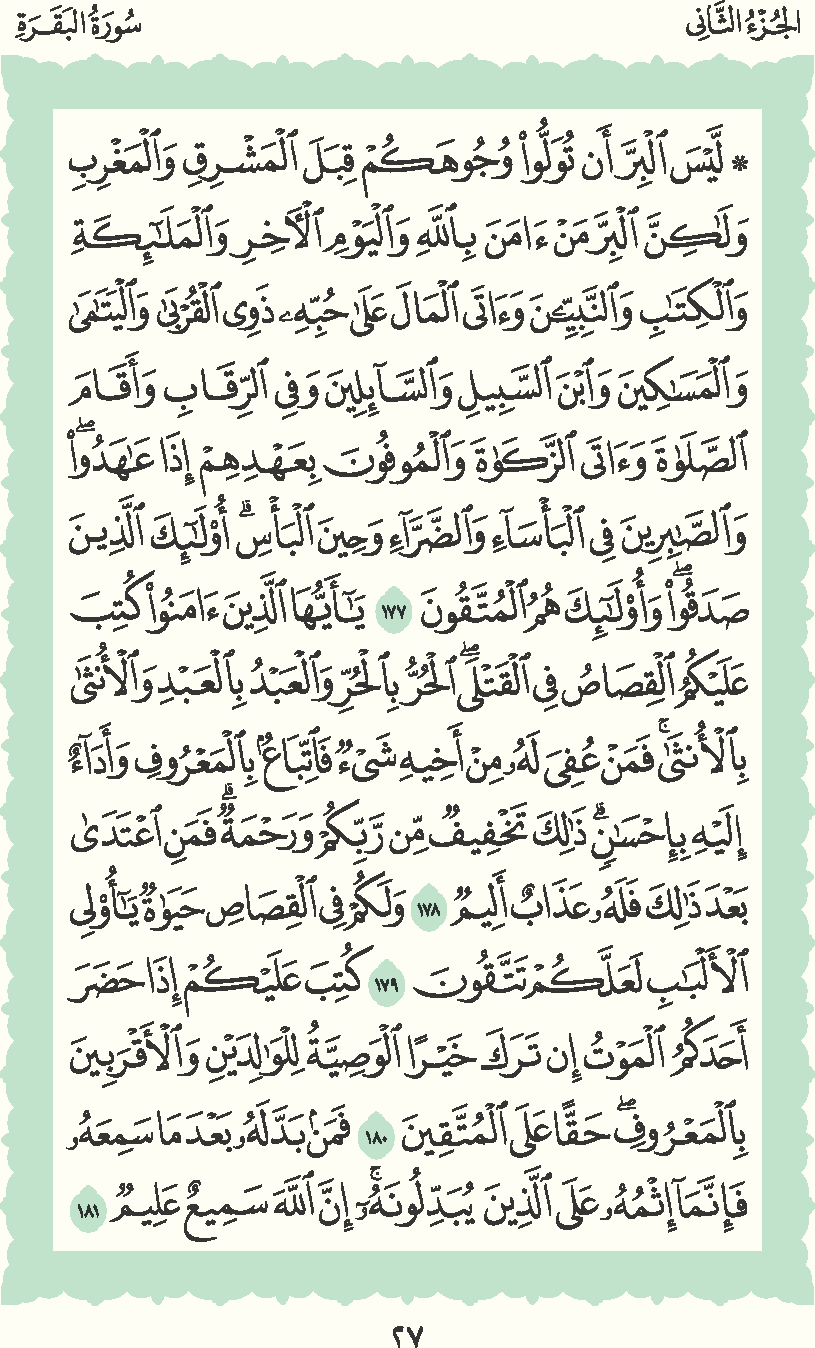 الجُزْءُ الثَّانِي
سُورَةُ البَقَرَةِ
۞ لَّيْسَ ٱلْبِرَّ أَن تُوَلُّوا۟ وُجُوهَكُمْ قِبَلَ ٱلْمَشْرِقِ وَٱلْمَغْرِبِ
وَلَـٰكِنَّ ٱلْبِرَّ مَنْ ءَامَنَ بِٱللَّهِ وَٱلْيَوْمِ ٱلْـَٔاخِرِ وَٱلْمَلَـٰٓئِكَةِ
وَٱلْكِتَـٰبِ وَٱلنَّبِيِّـۧنَ وَءَاتَى ٱلْمَالَ عَلَىٰ حُبِّهِۦ ذَوِى ٱلْقُرْبَىٰ وَٱلْيَتَـٰمَىٰ
وَٱلْمَسَـٰكِينَ وَٱبْنَ ٱلسَّبِيلِ وَٱلسَّآئِلِينَ وَفِى ٱلرِّقَابِ وَأَقَامَ
ٱلصَّلَوٰةَ وَءَاتَى ٱلزَّكَوٰةَ وَٱلْمُوفُونَ بِعَهْدِهِمْ إِذَا عَـٰهَدُوا۟ ۖ
وَٱلصَّـٰبِرِينَ فِى ٱلْبَأْسَآءِ وَٱلضَّرَّآءِ وَحِينَ ٱلْبَأْسِ ۗ أُو۟لَـٰٓئِكَ ٱلَّذِينَ
صَدَقُوا۟ ۖ وَأُو۟لَـٰٓئِكَ هُمُ ٱلْمُتَّقُونَ ١٧٧ يَـٰٓأَيُّهَا ٱلَّذِينَ ءَامَنُوا۟ كُتِبَ
عَلَيْكُمُ ٱلْقِصَاصُ فِى ٱلْقَتْلَى ۖ ٱلْحُرُّ بِٱلْحُرِّ وَٱلْعَبْدُ بِٱلْعَبْدِ وَٱلْأُنثَىٰ
بِٱلْأُنثَىٰ ۚ فَمَنْ عُفِىَ لَهُۥ مِنْ أَخِيهِ شَىْءٌ فَٱتِّبَاعٌۢ بِٱلْمَعْرُوفِ وَأَدَآءٌ
إِلَيْهِ بِإِحْسَـٰنٍ ۗ ذَٰلِكَ تَخْفِيفٌ مِّن رَّبِّكُمْ وَرَحْمَةٌ ۗ فَمَنِ ٱعْتَدَىٰ
بَعْدَ ذَٰلِكَ فَلَهُۥ عَذَابٌ أَلِيمٌ ١٧٨ وَلَكُمْ فِى ٱلْقِصَاصِ حَيَوٰةٌ يَـٰٓأُو۟لِى
ٱلْأَلْبَـٰبِ لَعَلَّكُمْ تَتَّقُونَ ١٧٩ كُتِبَ عَلَيْكُمْ إِذَا حَضَرَ
أَحَدَكُمُ ٱلْمَوْتُ إِن تَرَكَ خَيْرًا ٱلْوَصِيَّةُ لِلْوَٰلِدَيْنِ وَٱلْأَقْرَبِينَ
بِٱلْمَعْرُوفِ ۖ حَقًّا عَلَى ٱلْمُتَّقِينَ ١٨٠ فَمَنۢ بَدَّلَهُۥ بَعْدَ مَا سَمِعَهُۥ
فَإِنَّمَآ إِثْمُهُۥ عَلَى ٱلَّذِينَ يُبَدِّلُونَهُۥٓ ۚ إِنَّ ٱللَّهَ سَمِيعٌ عَلِيمٌ ١٨١
٢٧